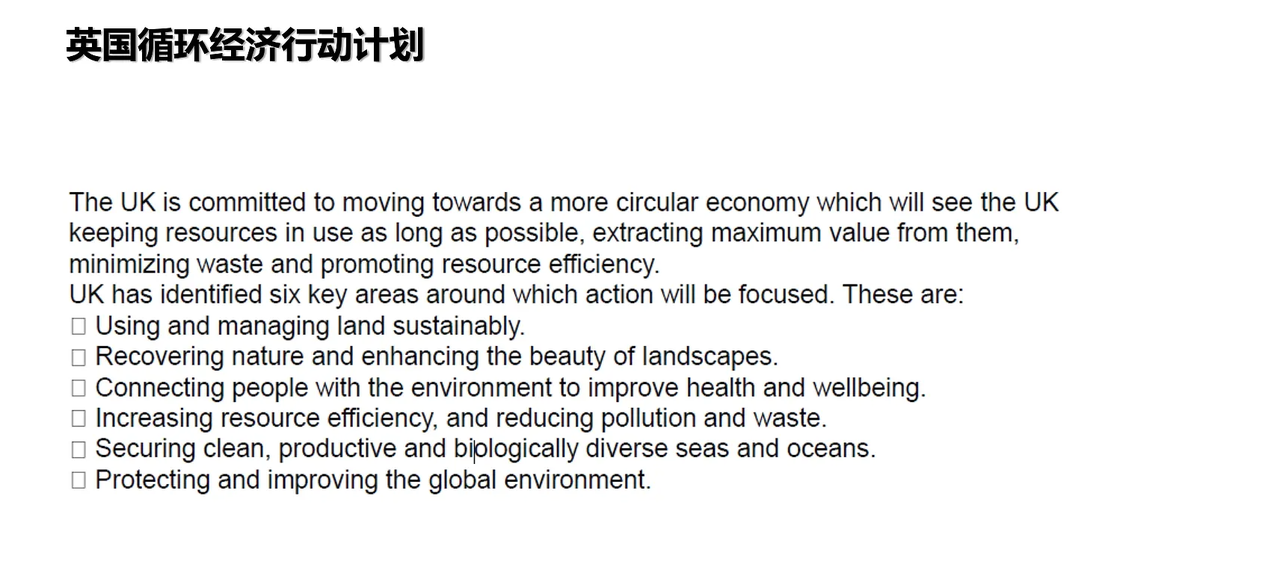 英国循环经济行动计划
The UK is committed to moving towards a more circular economy which will see the UK
keeping resources in use as long as possible, extracting maximum value from them,
minimizing waste and promoting resource efficiency.
UK has identified six key areas around which action will be focused. These are:
□ Using and managing land sustainably.
□ Recovering nature and enhancing the beauty of landscapes.
□ Connecting people with the environment to improve health and wellbeing.
□ Increasing resource efficiency, and reducing pollution and waste.
□ Securing clean, productive and biologically diverse seas and oceans.
□ Protecting and improving the global environment.